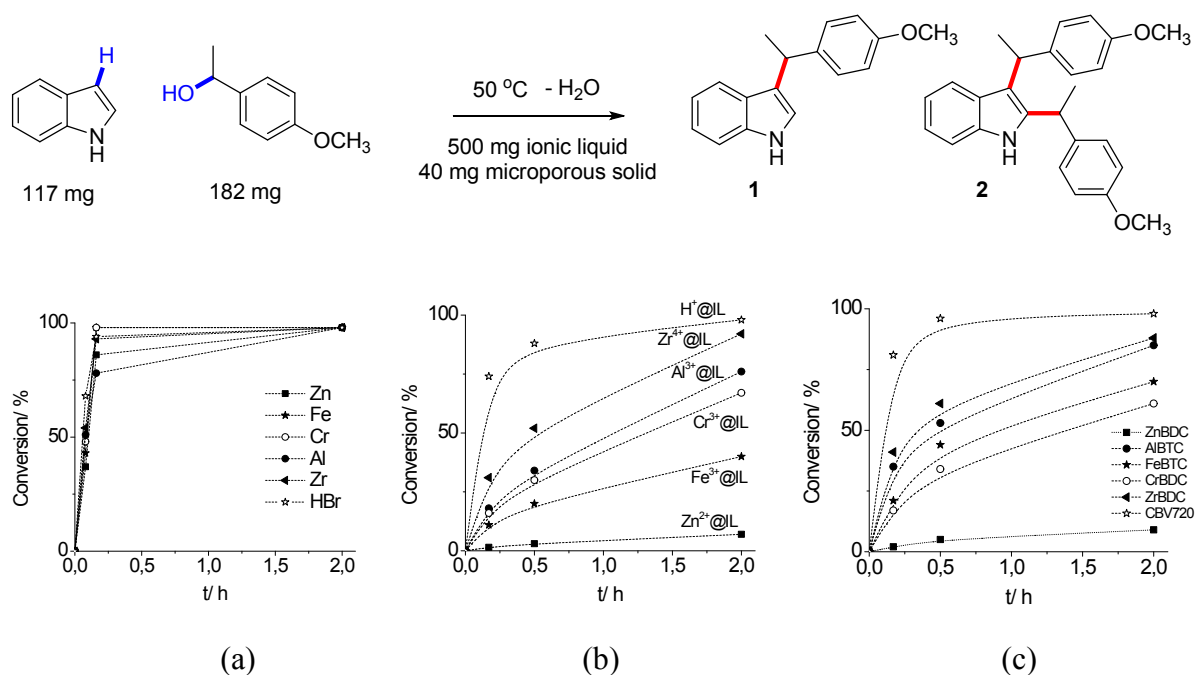 H
N
H
117 mg
HO
OCH₃
182 mg
50 °C - H₂O
500 mg ionic liquid
40 mg microporous solid
OCH₃
N
H
1
OCH₃
N
H
OCH₃
2
Conversion/ %
100
50
0
Zn
Fe
Cr
Al
Zr
HBr
0,0 0,5 1,0 1,5 2,0
t/ h
(a)
Conversion/ %
100
50
0
H⁺@IL
Zr⁴⁺@IL
Al³⁺@IL
Cr³⁺@IL
Fe³⁺@IL
Zn²⁺@IL
0,0 0,5 1,0 1,5 2,0
t/ h
(b)
Conversion/ %
100
50
0
ZnBDC
AlBTC
FeBTC
CrBDC
ZrBDC
CBV720
0,0 0,5 1,0 1,5 2,0
t/ h
(c)